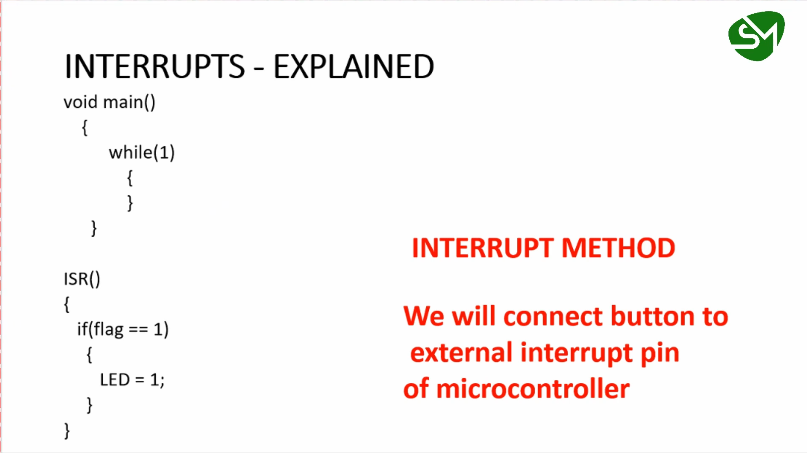 SM
INTERRUPTS - EXPLAINED
void main()
{
while(1)
{
}
}
ISR()
{
if(flag == 1)
{
LED = 1;
}
}
INTERRUPT METHOD
We will connect button to
external interrupt pin
of microcontroller